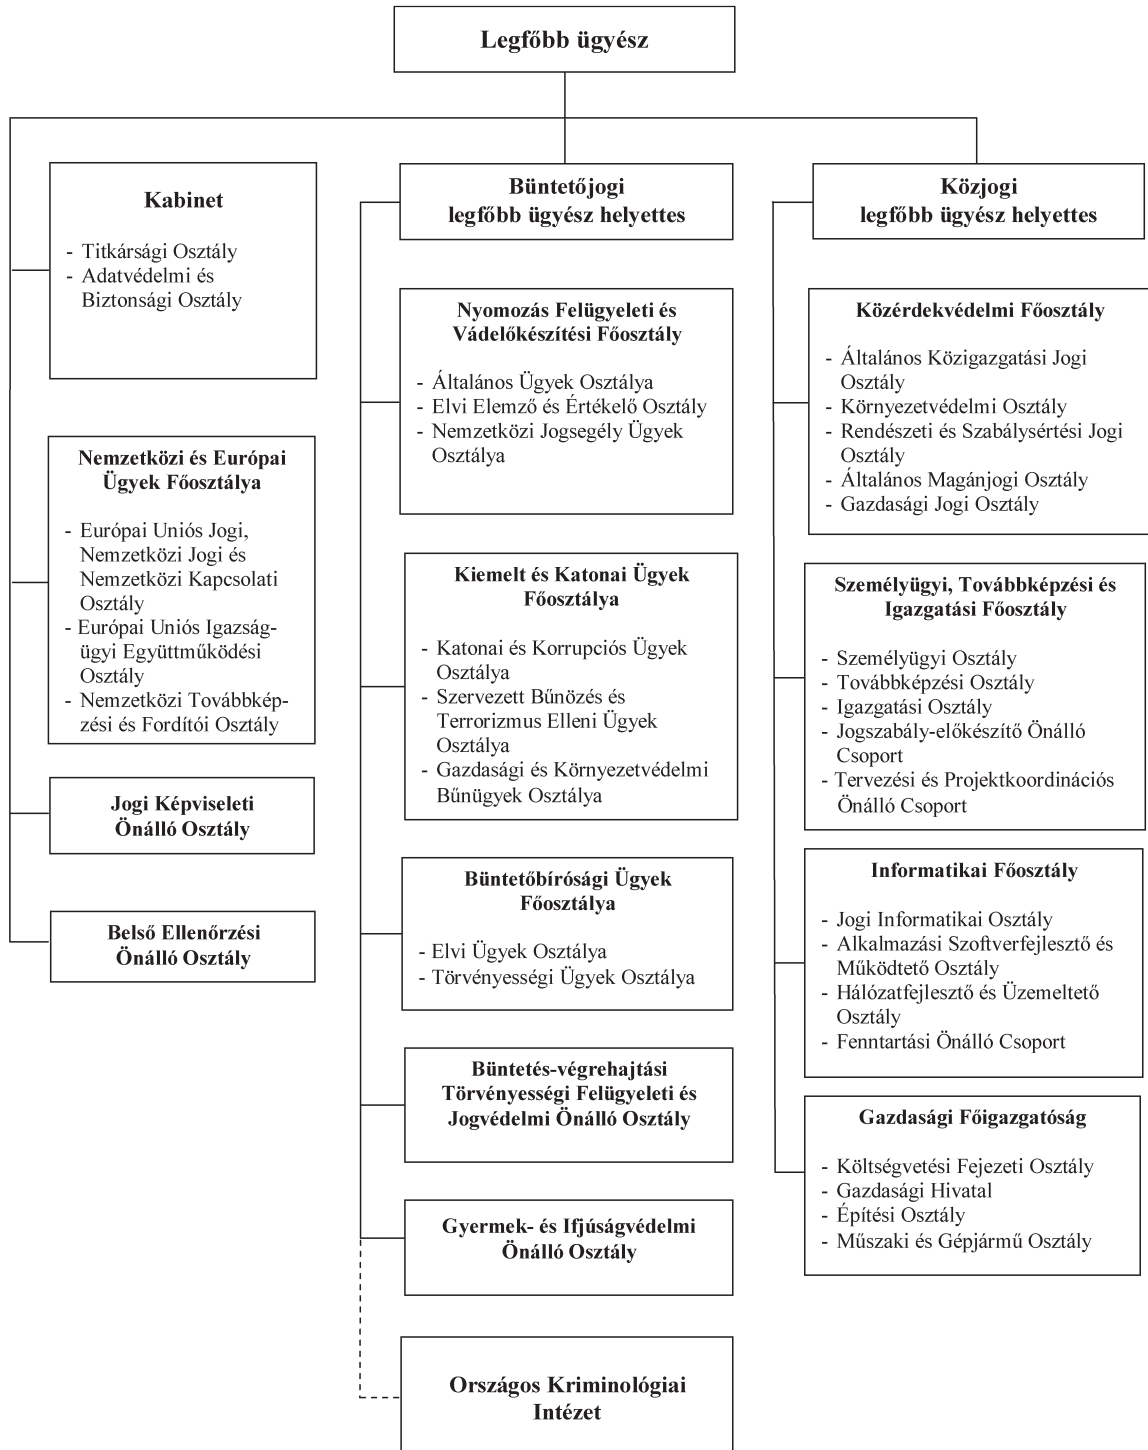 Legfőbb ügyész
Kabinet
- Titkársági Osztály
- Adatvédelmi és
Biztonsági Osztály
Nemzetközi és Európai
Ügyek Főosztálya
- Európai Uniós Jogi,
Nemzetközi Jogi és
Nemzetközi Kapcsolati
Osztály
- Európai Uniós Igazság-
ügyi Együttműködési
Osztály
- Nemzetközi Továbbkép-
zési és Fordítói Osztály
Jogi Képviseleti
Önálló Osztály
Belső Ellenőrzési
Önálló Osztály
Büntetőjogi
legfőbb ügyész helyettes
Nyomozás Felügyeleti és
Vádelőkészítési Főosztály
- Általános Ügyek Osztálya
- Elvi Elemző és Értékelő Osztály
- Nemzetközi Jogsegély Ügyek
Osztálya
Kiemelt és Katonai Ügyek
Főosztálya
- Katonai és Korrupciós Ügyek
Osztálya
- Szervezett Bűnözés és
Terrorizmus Elleni Ügyek
Osztálya
- Gazdasági és Környezetvédelmi
Bűnügyek Osztálya
Büntetőbírósági Ügyek
Főosztálya
- Elvi Ügyek Osztálya
- Törvényességi Ügyek Osztálya
Büntetés-végrehajtási
Törvényességi Felügyeleti és
Jogvédelmi Önálló Osztály
Gyermek- és Ifjúságvédelmi
Önálló Osztály
Országos Kriminológiai
Intézet
Közjogi
legfőbb ügyész helyettes
Közérdekvédelmi Főosztály
- Általános Közigazgatási Jogi
Osztály
- Környezetvédelmi Osztály
- Rendészeti és Szabálysértési Jogi
Osztály
- Általános Magánjogi Osztály
- Gazdasági Jogi Osztály
Személyügyi, Továbbképzési és
Igazgatási Főosztály
- Személyügyi Osztály
- Továbbképzési Osztály
- Igazgatási Osztály
- Jogszabály-előkészítő Önálló
Csoport
- Tervezési és Projektkoordinációs
Önálló Csoport
Informatikai Főosztály
- Jogi Informatikai Osztály
- Alkalmazási Szoftverfejlesztő és
Működtető Osztály
- Hálózatfejlesztő és Üzemeltető
Osztály
- Fenntartási Önálló Csoport
Gazdasági Főigazgatóság
- Költségvetési Fejezeti Osztály
- Gazdasági Hivatal
- Építési Osztály
- Műszaki és Gépjármű Osztály